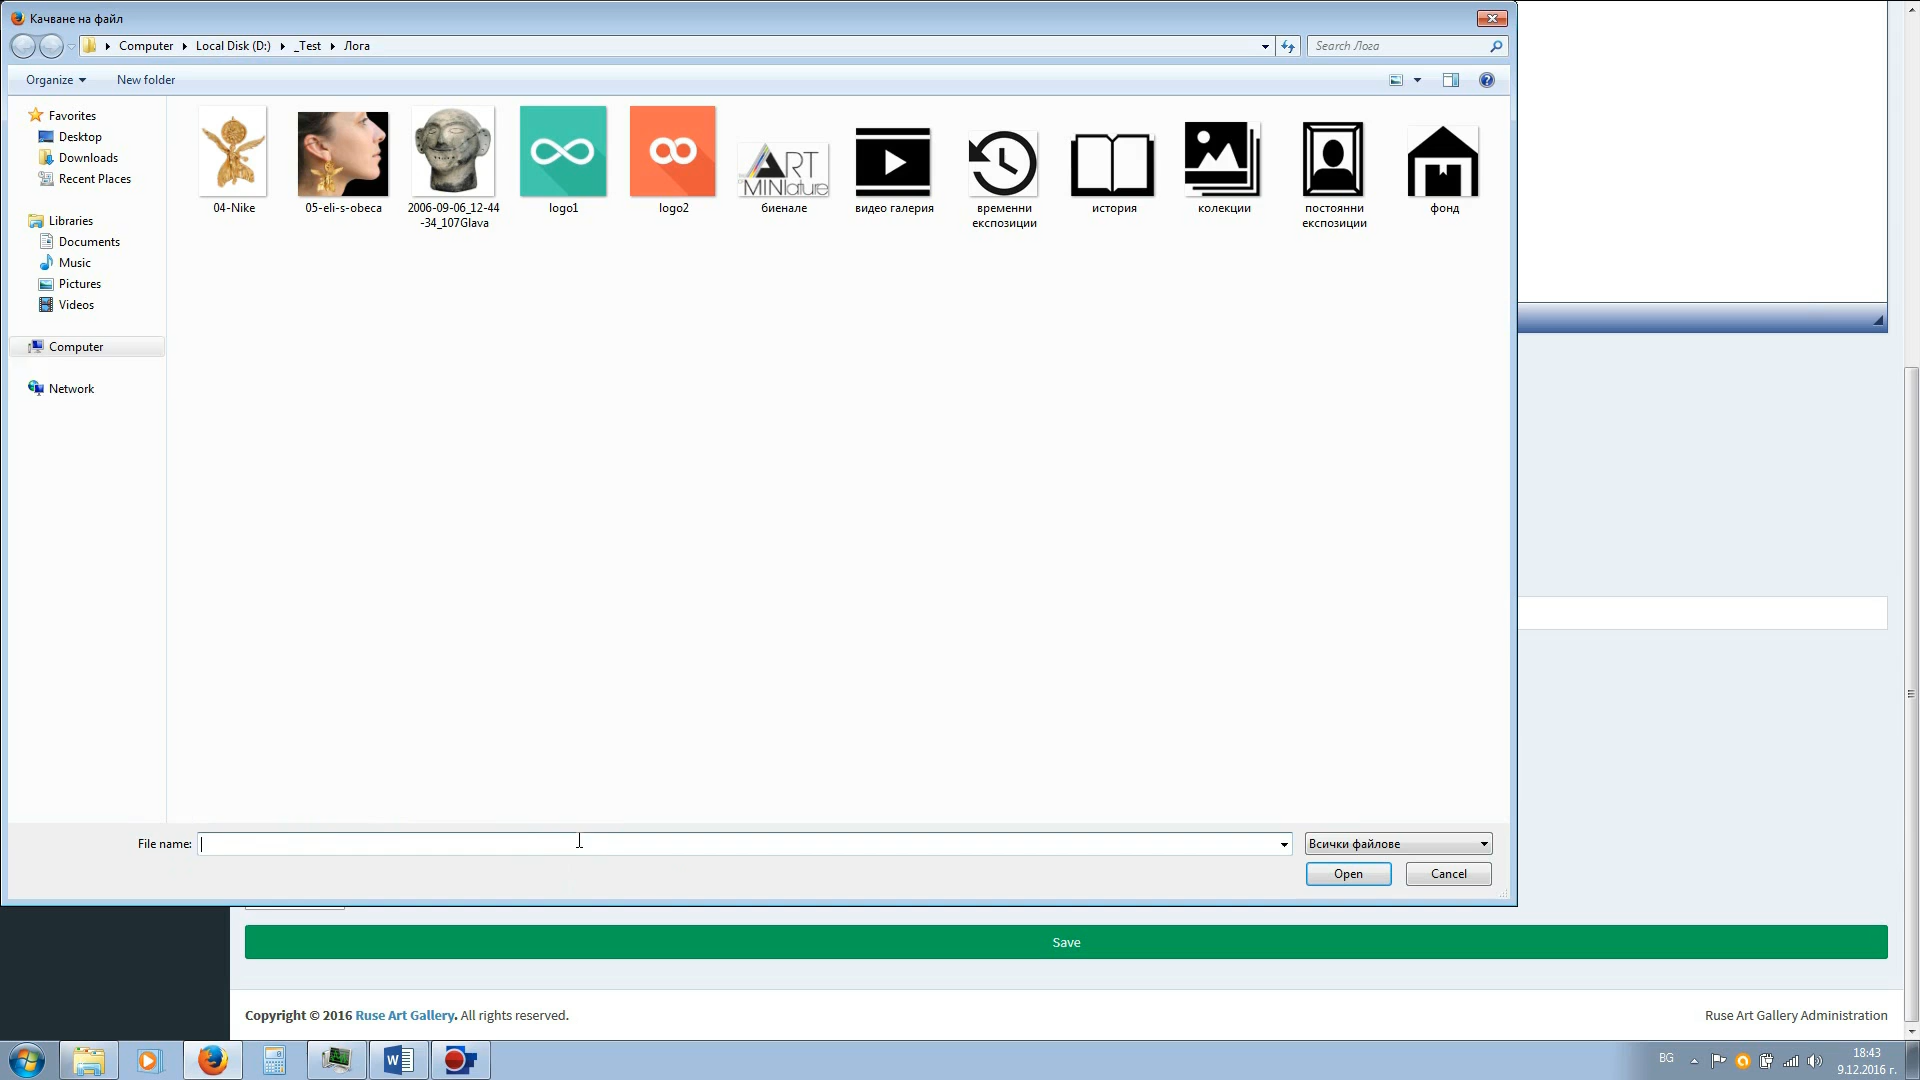 Качване на файл
Computer Local Disk (D:) _Test Лога
Search Лога
Organize New folder
Favorites
Desktop
Downloads
Recent Places
Libraries
Documents
Music
Pictures
Videos
Computer
Network
04-Nike
05-eli-s-obeca
2006-09-06_12-44
-34_107Glava
logo1
logo2
ART
MINIature
биенале
видео галерия
временни
експозиции
история
колекции
постоянни
експозиции
фонд
File name:
Всички файлове
Open Cancel
Save
Copyright © 2016 Ruse Art Gallery. All rights reserved.
Ruse Art Gallery Administration
BG
18:43
9.12.2016 г.